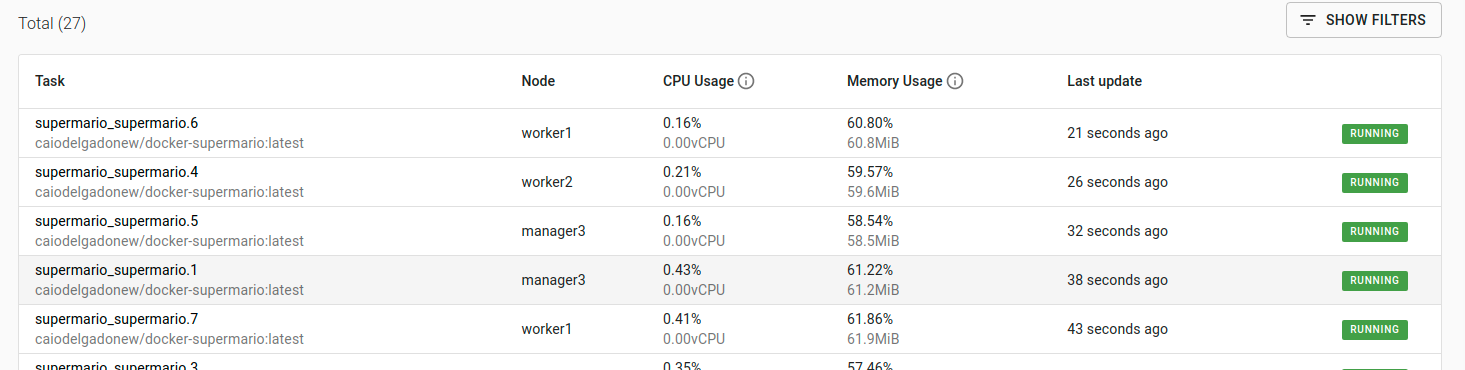 Total (27)
SHOW FILTERS
Task Node CPU Usage Memory Usage Last update
supermario_supermario.6
caiodelgadonew/docker-supermario:latest
worker1
0.16%
0.00vCPU
60.80%
60.8MiB
21 seconds ago
RUNNING
supermario_supermario.4
caiodelgadonew/docker-supermario:latest
worker2
0.21%
0.00vCPU
59.57%
59.6MiB
26 seconds ago
RUNNING
supermario_supermario.5
caiodelgadonew/docker-supermario:latest
manager3
0.16%
0.00vCPU
58.54%
58.5MiB
32 seconds ago
RUNNING
supermario_supermario.1
caiodelgadonew/docker-supermario:latest
manager3
0.43%
0.00vCPU
61.22%
61.2MiB
38 seconds ago
RUNNING
supermario_supermario.7
caiodelgadonew/docker-supermario:latest
worker1
0.41%
0.00vCPU
61.86%
61.9MiB
43 seconds ago
RUNNING
supermario_supermario.3
0.35%
57.46%